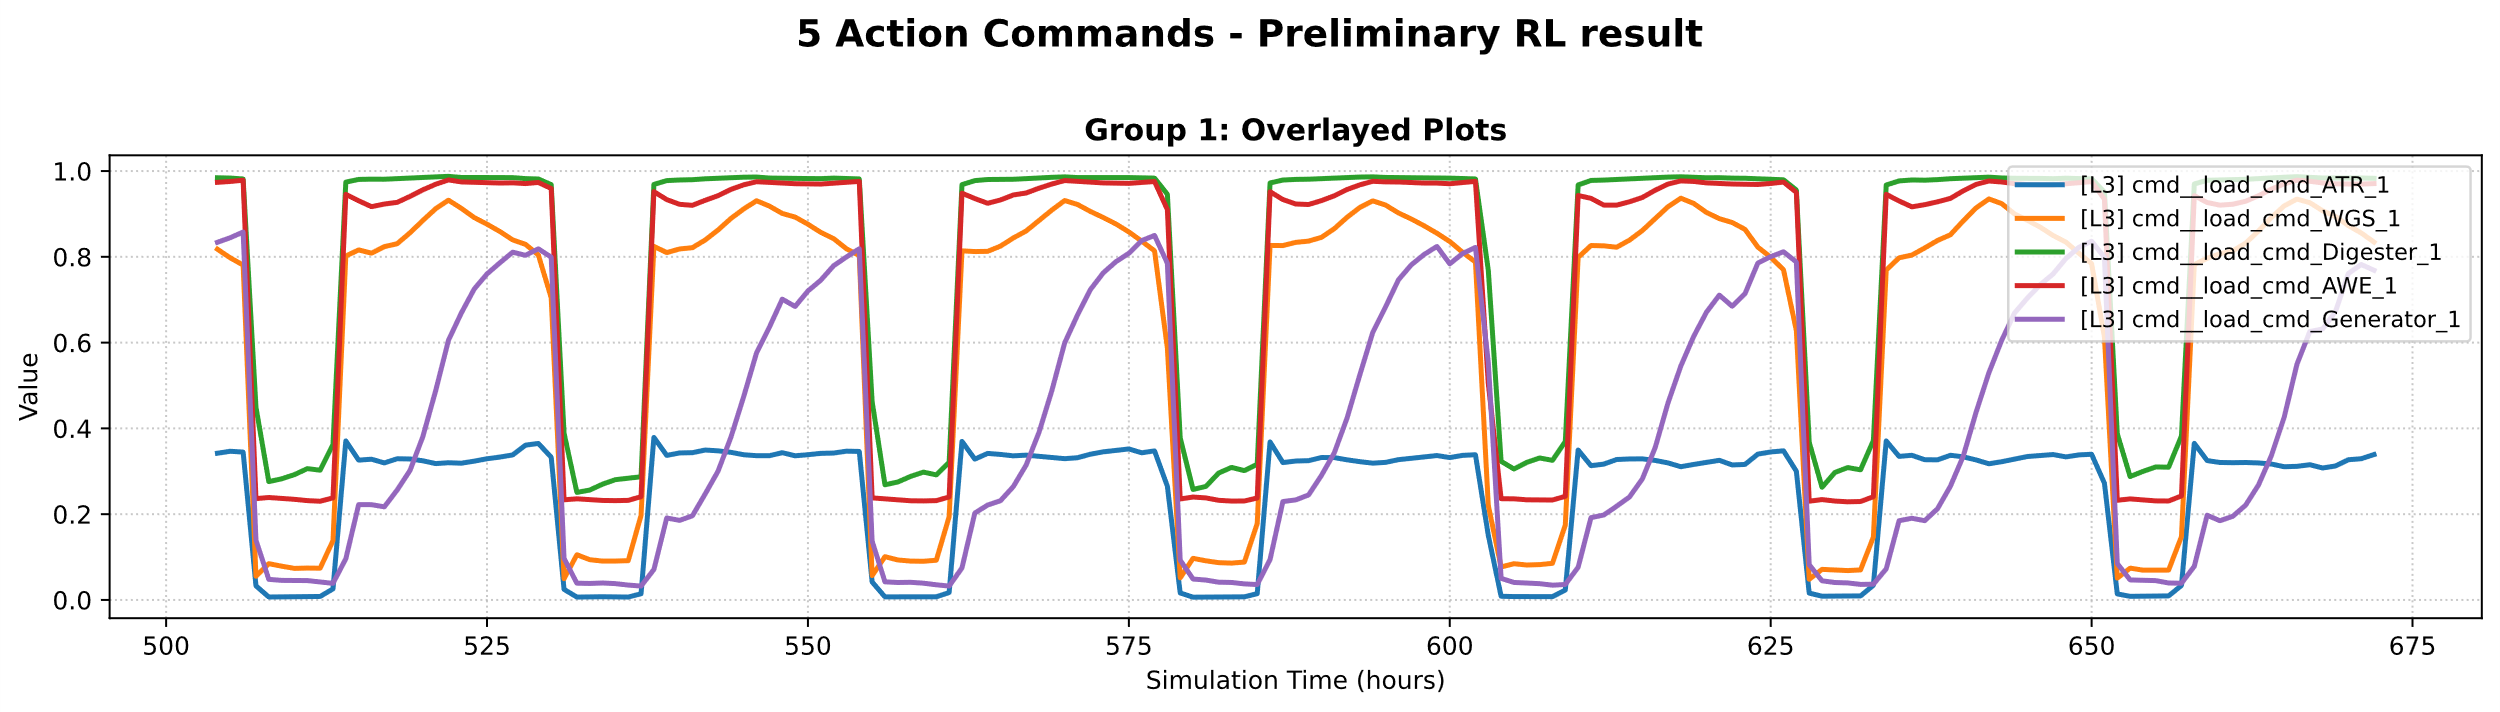 5 Action Commands - Preliminary RL result
Group 1: Overlayed Plots
1.0
0.8
0.6
0.4
0.2
0.0
Value
[L3] cmd__load_cmd_ATR_1
[L3] cmd__load_cmd_WGS_1
[L3] cmd__load_cmd_Digester_1
[L3] cmd__load_cmd_AWE_1
[L3] cmd__load_cmd_Generator_1
500 525 550 575 600 625 650 675
Simulation Time (hours)